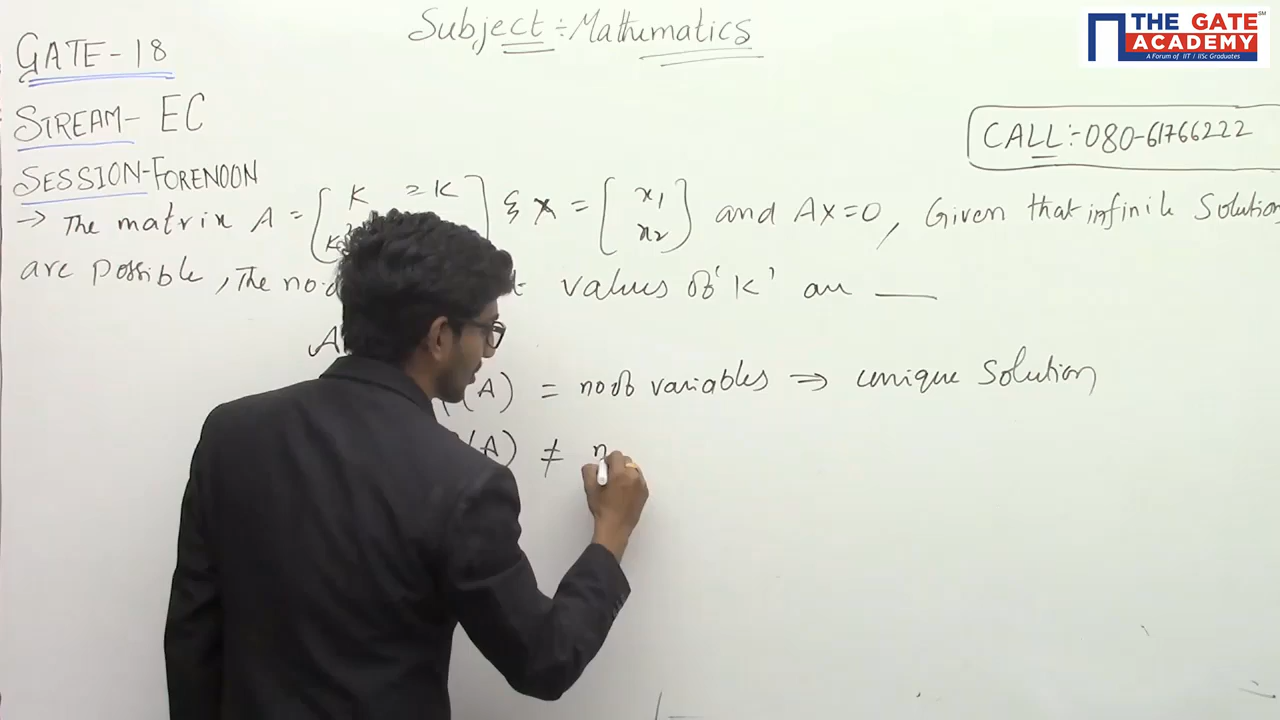 Subject ÷ Mathematics
THE GATE
ACADEMY
A Forum of IIT / IISc Graduates
GATE-18
STREAM- EC
CALL:-080-61766222
SESSION-FORENOON
→ The matrix A = [ K = K ] & X = [ x1 x2 ] and AX=0, Given that infinite Solution
are possible, The no.of values of 'K' are ___
A
(A) = no of variables ⇒ unique Solution
(A) ≠ n